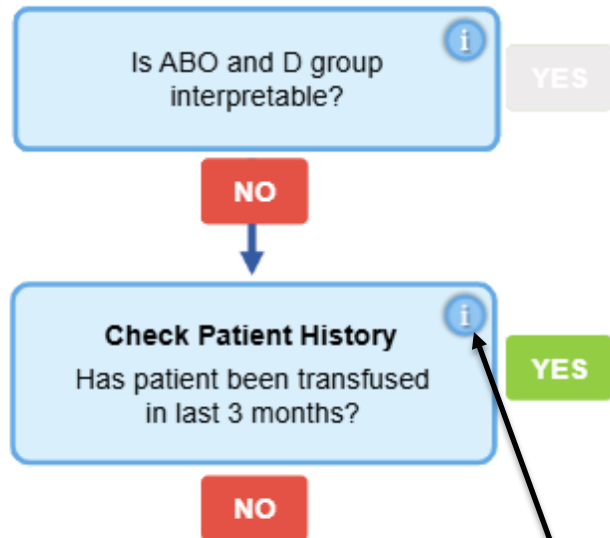 i
Is ABO and D group
interpretable?
YES
NO
i
Check Patient History
Has patient been transfused
in last 3 months?
YES
NO